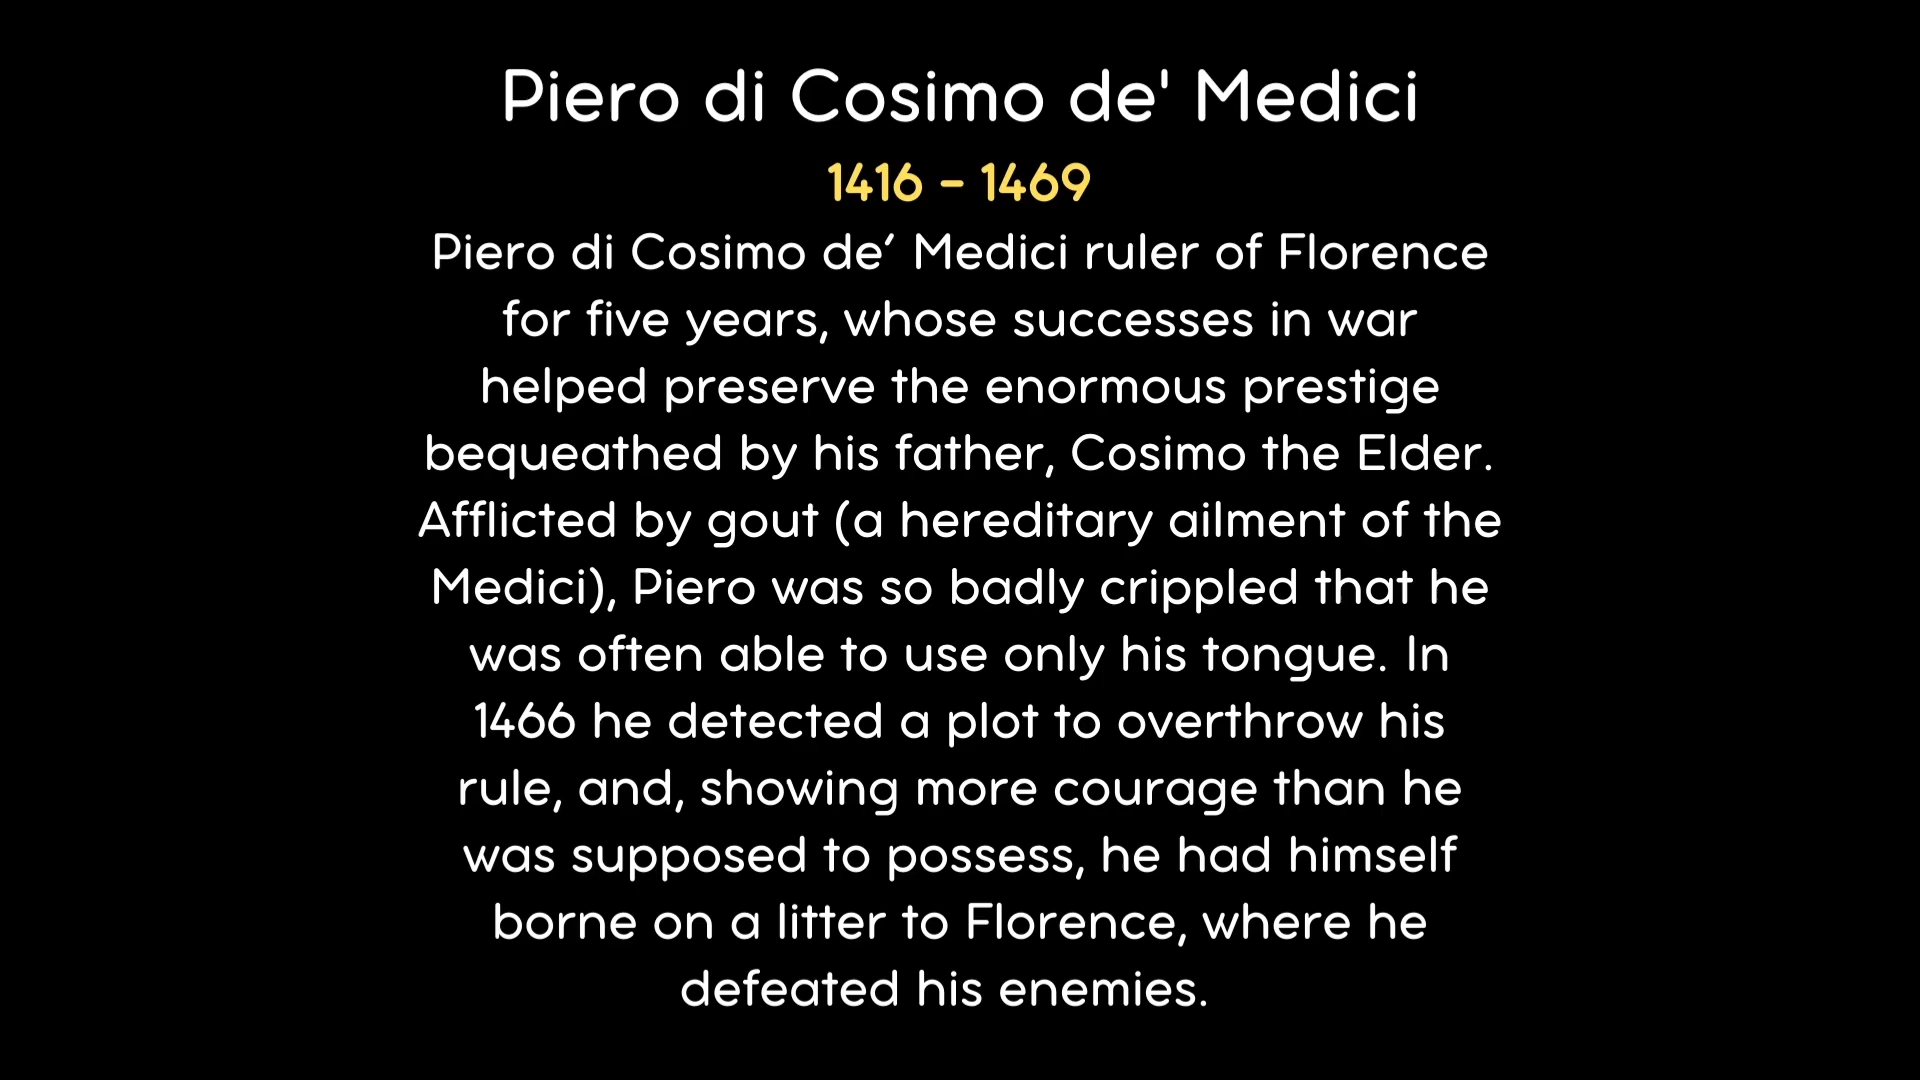 Piero di Cosimo de' Medici
1416 - 1469
Piero di Cosimo de’ Medici ruler of Florence
for five years, whose successes in war
helped preserve the enormous prestige
bequeathed by his father, Cosimo the Elder.
Afflicted by gout (a hereditary ailment of the
Medici), Piero was so badly crippled that he
was often able to use only his tongue. In
1466 he detected a plot to overthrow his
rule, and, showing more courage than he
was supposed to possess, he had himself
borne on a litter to Florence, where he
defeated his enemies.